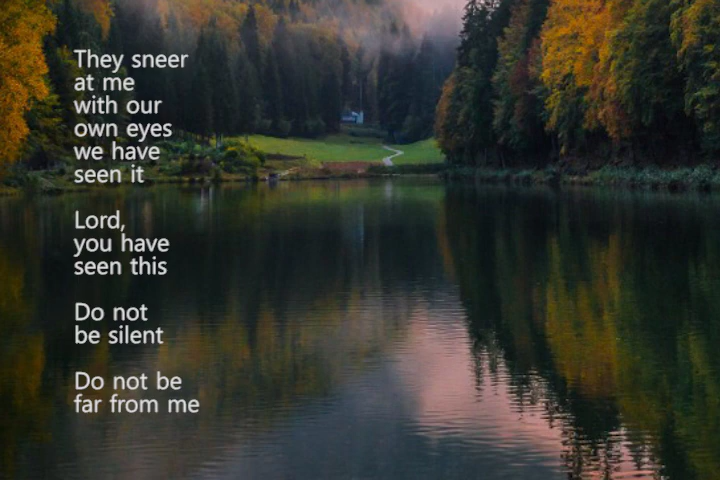 They sneer
at me
with our
own eyes
we have
seen it
Lord,
you have
seen this
Do not
be silent
Do not be
far from me